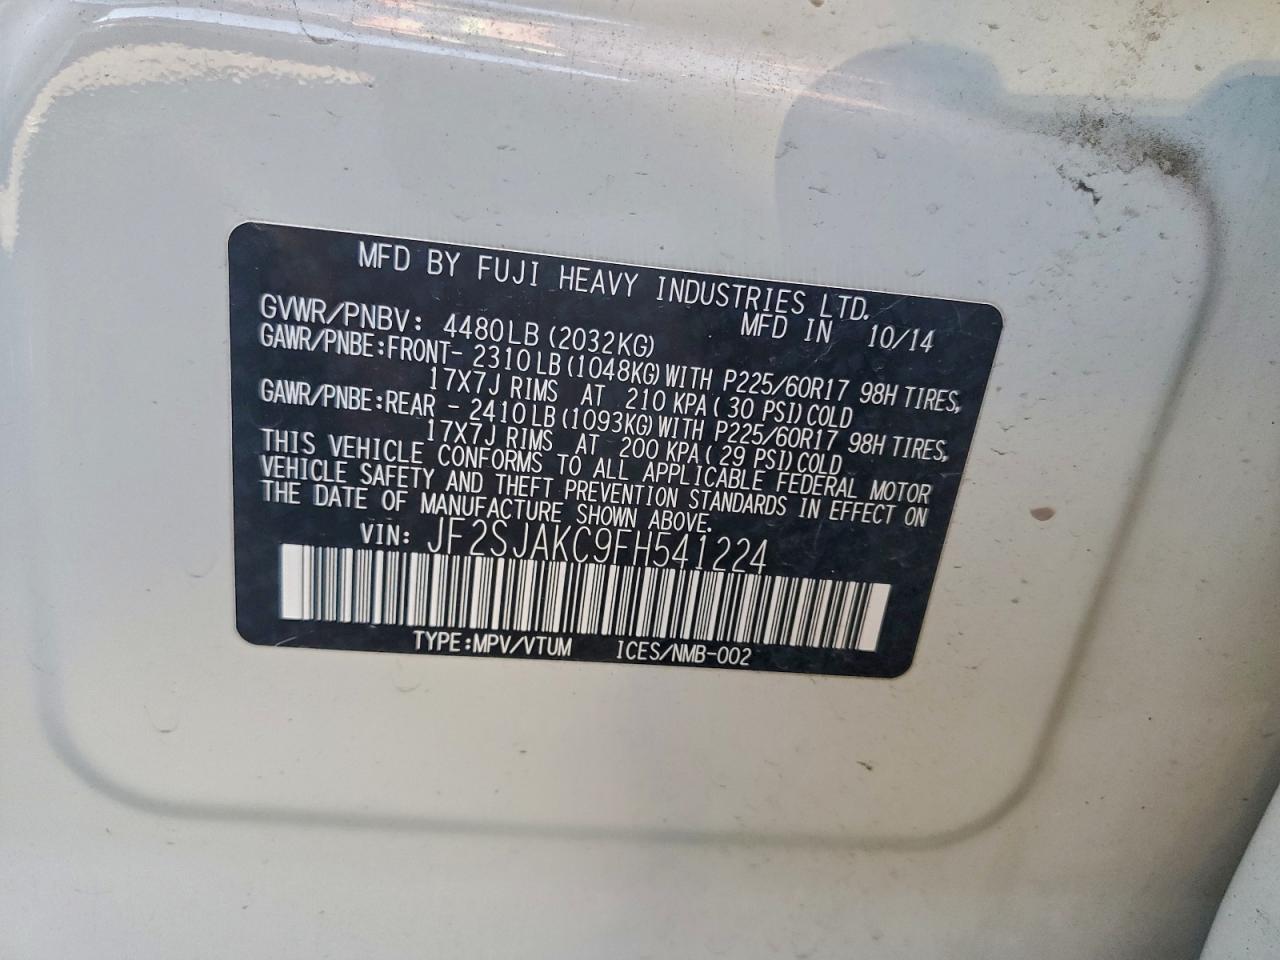 MFD BY FUJI HEAVY INDUSTRIES LTD.
MFD IN 10/14
GVWR/PNBV: 4480LB (2032KG)
GAWR/PNBE:FRONT- 2310LB(1048KG)WITH P225/60R17 98H TIRES,
17X7J RIMS AT 210 KPA( 30 PSI)COLD
GAWR/PNBE:REAR - 2410LB(1093KG)WITH P225/60R17 98H TIRES,
17X7J RIMS AT 200 KPA( 29 PSI)COLD
THIS VEHICLE CONFORMS TO ALL APPLICABLE FEDERAL MOTOR
VEHICLE SAFETY AND THEFT PREVENTION STANDARDS IN EFFECT ON
THE DATE OF MANUFACTURE SHOWN ABOVE.
VIN: JF2SJAKC9FH541224
TYPE:MPV/VTUM ICES/NMB-002